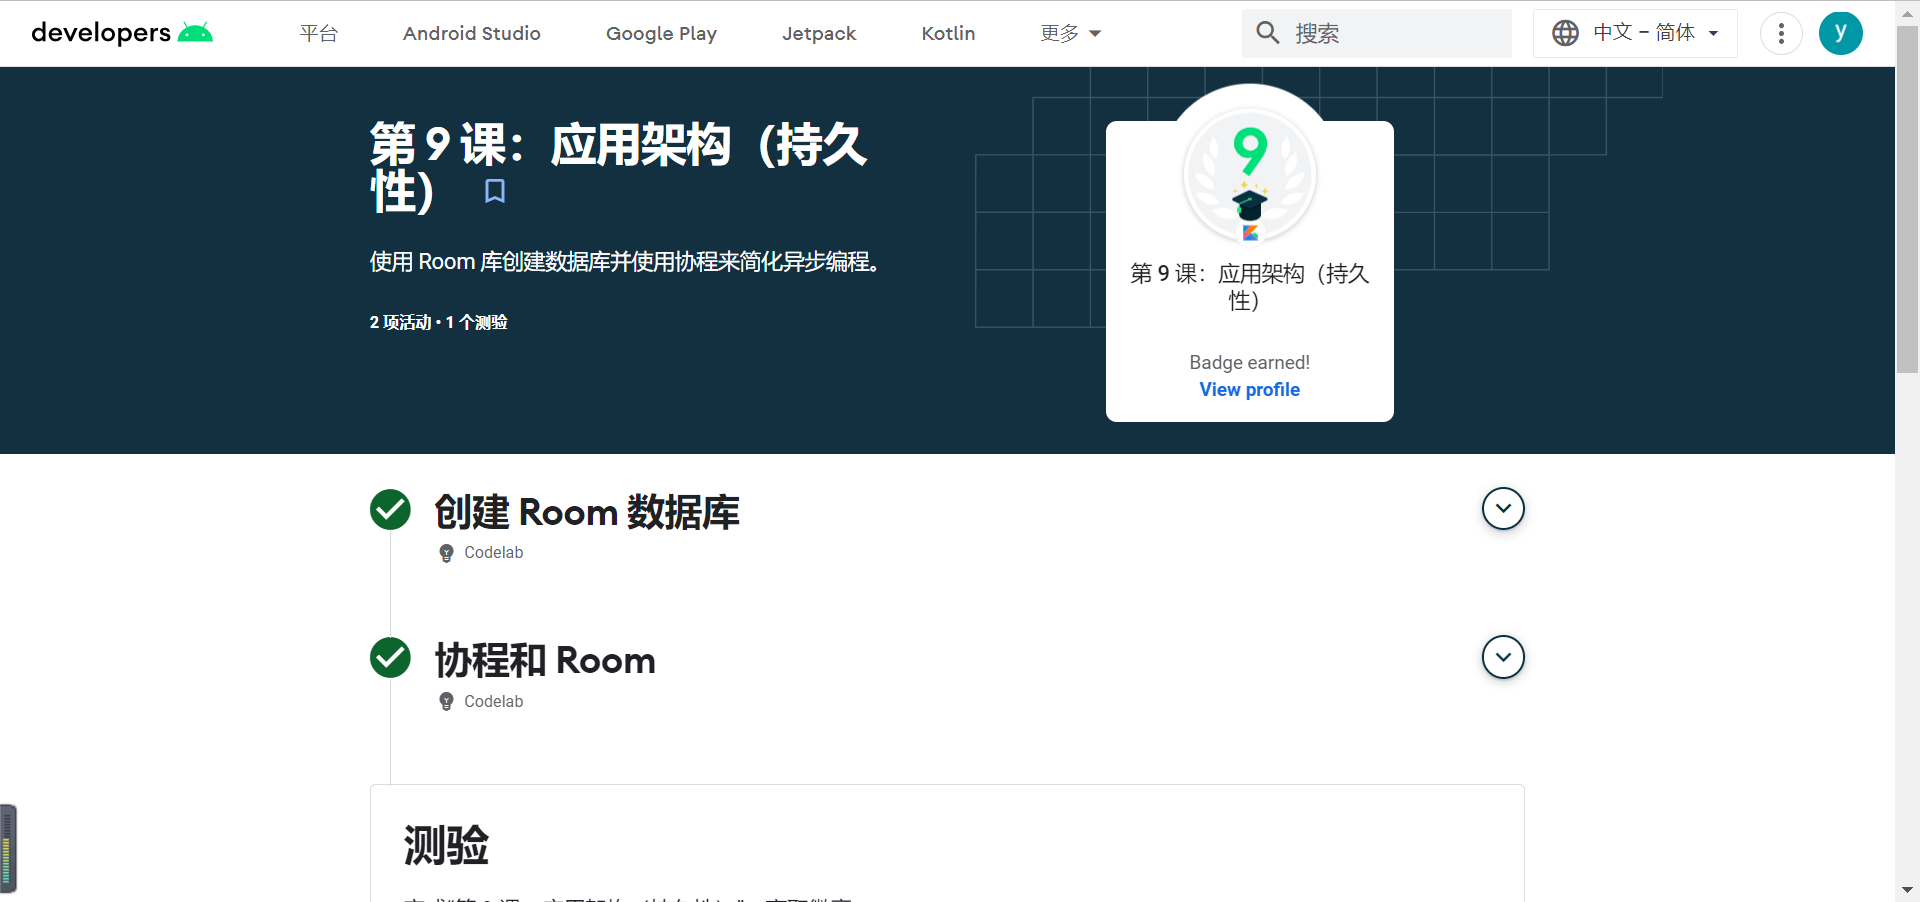 developers
平台
Android Studio
Google Play
Jetpack
Kotlin
更多
搜索
中文 – 简体
y
第 9 课：应用架构（持久
性）
使用 Room 库创建数据库并使用协程来简化异步编程。
2 项活动 • 1 个测验
9
第 9 课：应用架构（持久
性）
Badge earned!
View profile
创建 Room 数据库
Codelab
协程和 Room
Codelab
测验